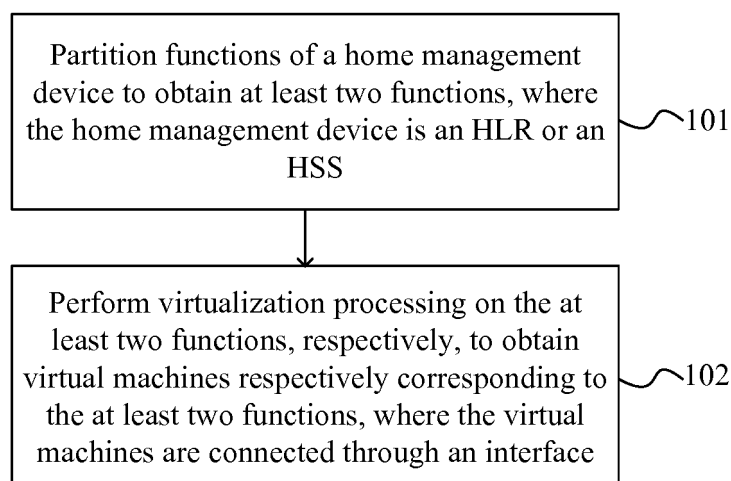 Partition functions of a home management
device to obtain at least two functions, where
the home management device is an HLR or an
HSS
101
Perform virtualization processing on the at
least two functions, respectively, to obtain
virtual machines respectively corresponding to
the at least two functions, where the virtual
machines are connected through an interface
102